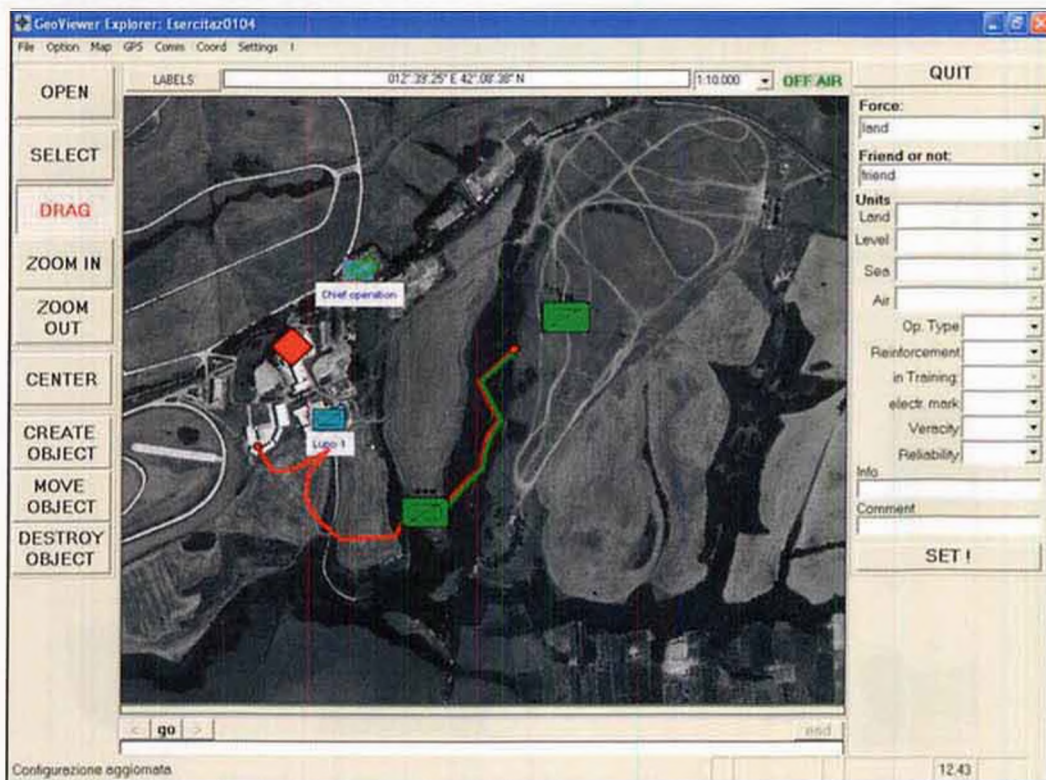 GeoViewer Explorer: Esercitaz0104
File Option Map GPS Comms Coord Settings !
OPEN
SELECT
DRAG
ZOOM IN
ZOOM
OUT
CENTER
CREATE
OBJECT
MOVE
OBJECT
DESTROY
OBJECT
LABELS
012°.39'.25" E 42°.08'.38" N
1:10.000
OFF AIR
Chief operation
Lupo 1
QUIT
Force:
land
Friend or not:
friend
Units
Land
Level
Sea
Air
Op. Type
Reinforcement
in Training:
electr. mark
Veracity
Reliability
Info
Comment
SET !
< go >
end
Configurazione aggiornata
12.43